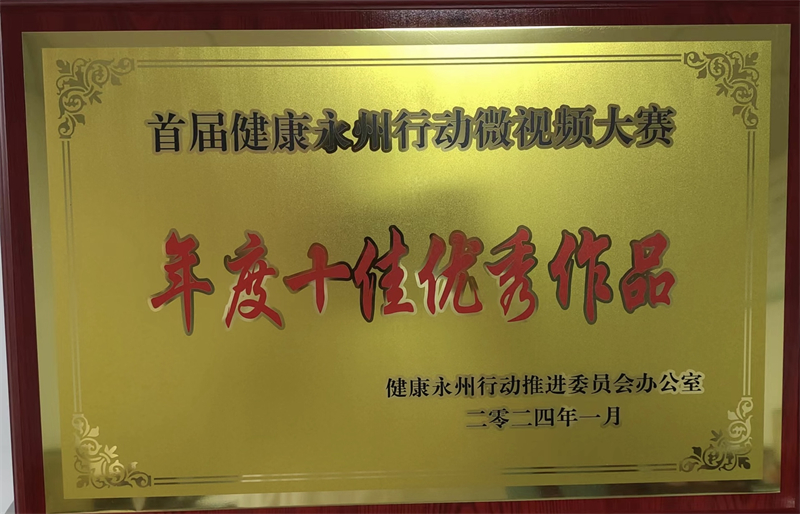 首届健康永州行动微视频大赛
年度十佳优秀作品
健康永州行动推进委员会办公室
二零二四年一月